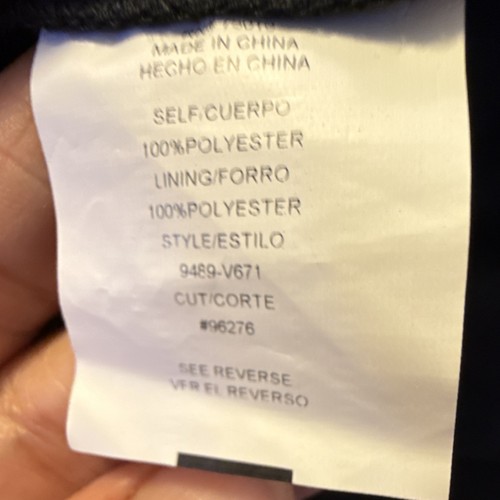 MADE IN CHINA
HECHO EN CHINA
SELF/CUERPO
100%POLYESTER
LINING/FORRO
100%POLYESTER
STYLE/ESTILO
9489-V671
CUT/CORTE
#96276
SEE REVERSE
VER EL REVERSO